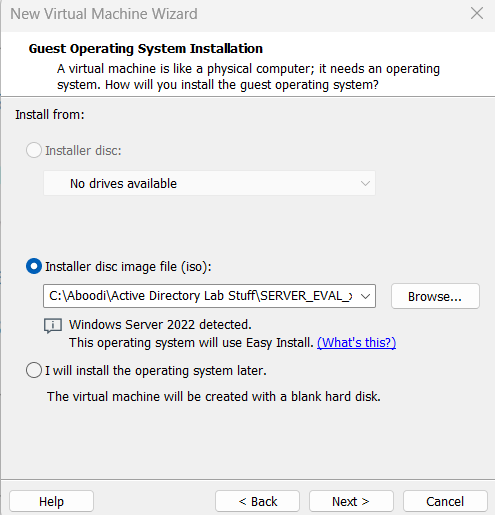 New Virtual Machine Wizard
Guest Operating System Installation
A virtual machine is like a physical computer; it needs an operating
system. How will you install the guest operating system?
Install from:
Installer disc:
No drives available
Installer disc image file (iso):
C:\Aboodi\Active Directory Lab Stuff\SERVER_EVAL_x
Browse...
Windows Server 2022 detected.
This operating system will use Easy Install. (What's this?)
I will install the operating system later.
The virtual machine will be created with a blank hard disk.
Help
< Back
Next >
Cancel